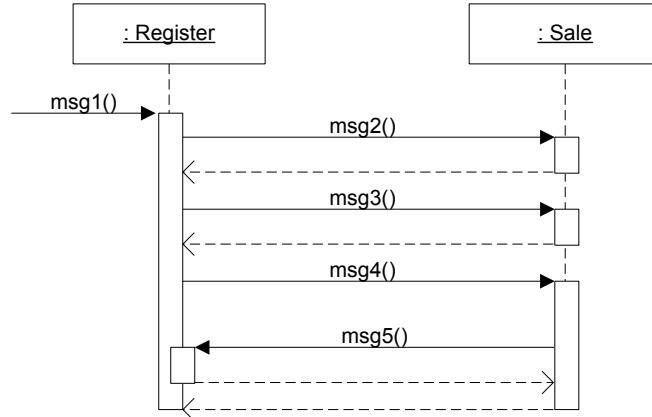 : Register
: Sale
msg1()
msg2()
msg3()
msg4()
msg5()